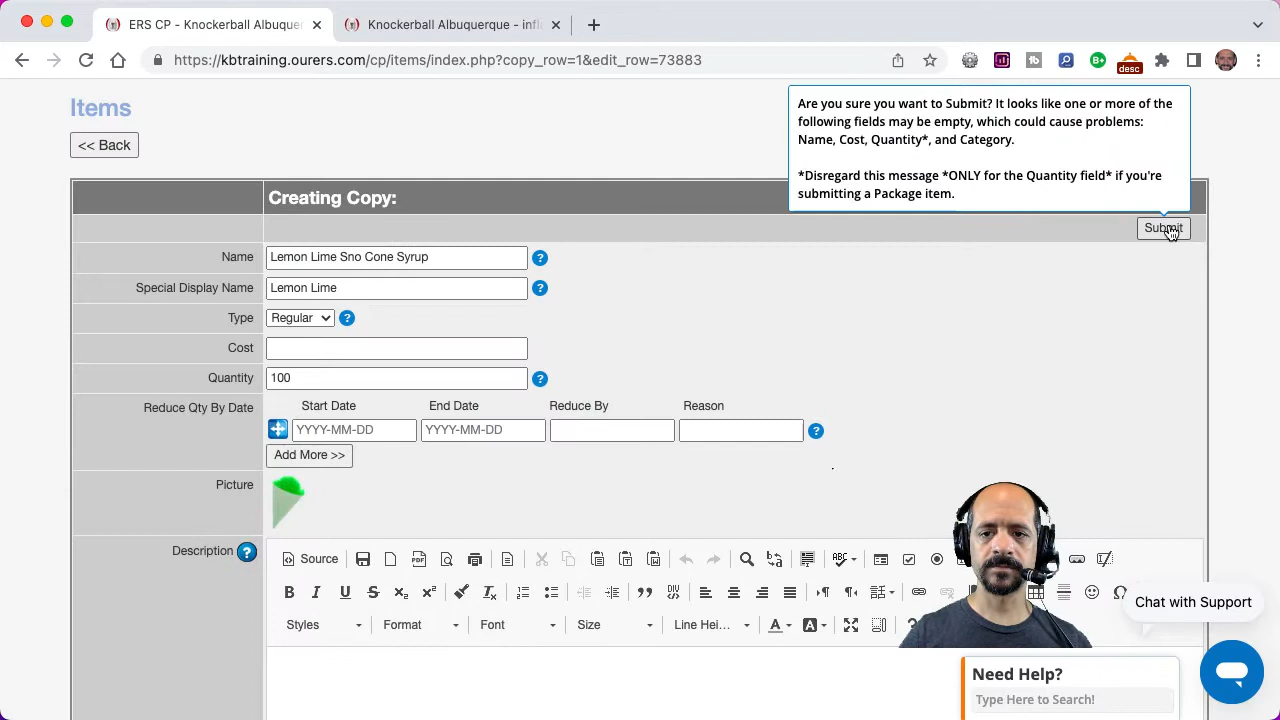 ERS CP - Knockerball Albuquer
Knockerball Albuquerque - infl
https://kbtraining.ourers.com/cp/items/index.php?copy_row=1&edit_row=73883
desc
Items
<< Back
Are you sure you want to Submit? It looks like one or more of the
following fields may be empty, which could cause problems:
Name, Cost, Quantity*, and Category.
*Disregard this message *ONLY for the Quantity field* if you're
submitting a Package item.
Creating Copy:
Submit
Name
Lemon Lime Sno Cone Syrup
?
Special Display Name
Lemon Lime
?
Type
Regular
?
Cost
Quantity
100
?
Reduce Qty By Date
Start Date
End Date
Reduce By
Reason
YYYY-MM-DD
YYYY-MM-DD
?
Add More >>
Picture
Description
?
Source
Styles
Format
Font
Size
Line Hei...
Chat with Support
Need Help?
Type Here to Search!